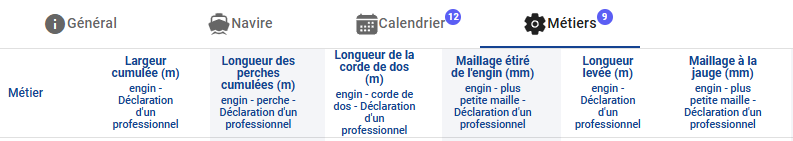 Général
Navire
Calendrier 12
Métiers 9
Métier
Largeur
cumulée (m)
engin -
Déclaration
d'un
professionnel
Longueur des
perches
cumulées (m)
engin - perche -
Déclaration d'un
professionnel
Longueur de la
corde de dos
(m)
engin - corde de
dos - Déclaration
d'un
professionnel
Maillage étiré
de l'engin (mm)
engin - plus
petite maille -
Déclaration d'un
professionnel
Longueur
levée (m)
engin -
Déclaration
d'un
professionnel
Maillage à la
jauge (mm)
engin - plus
petite maille -
Déclaration d'un
professionnel